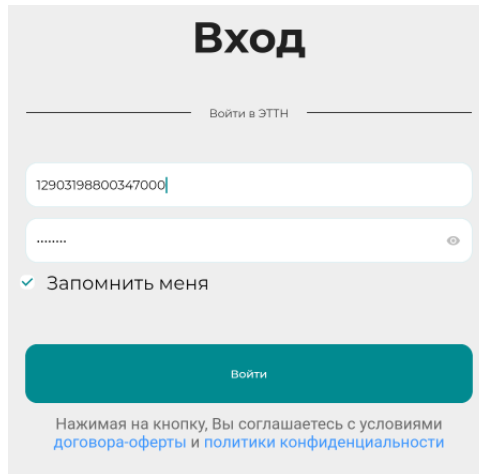 Вход
Войти в ЭТТН
12903198800347000
••••••••
Запомнить меня
Войти
Нажимая на кнопку, Вы соглашаетесь с условиями
договора-оферты и политики конфиденциальности